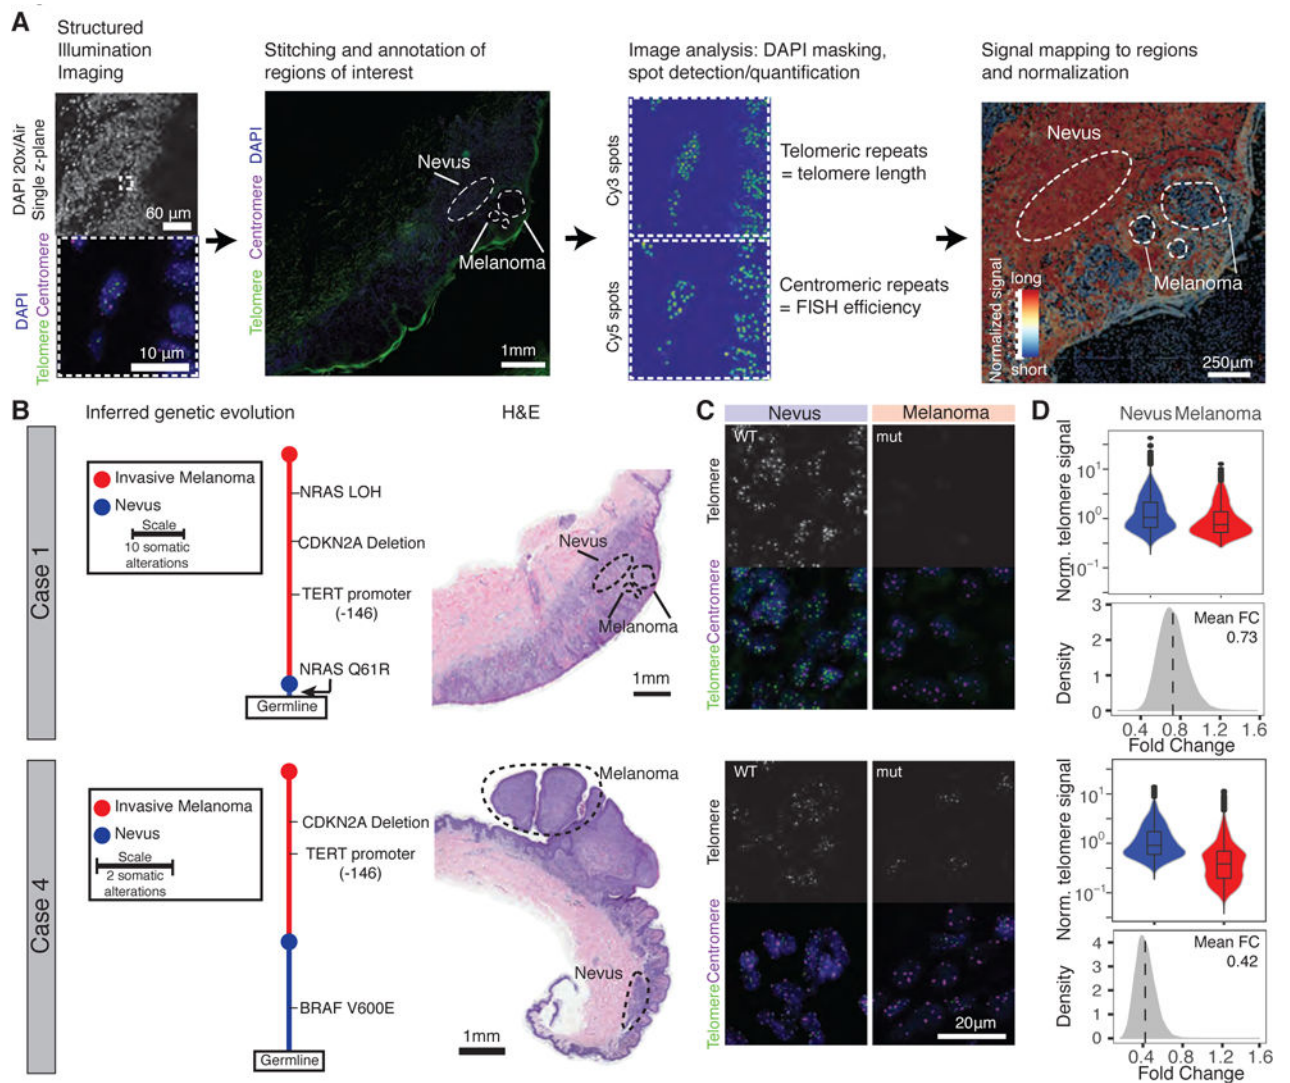 A
Structured
Illumination
Imaging
Stitching and annotation of
regions of interest
Image analysis: DAPI masking,
spot detection/quantification
Signal mapping to regions
and normalization
DAPI 20x/Air
Single z-plane
60 µm
Telomere Centromere DAPI
10 µm
Telomere Centromere DAPI
Nevus
Melanoma
1mm
Cy3 spots
Telomeric repeats
= telomere length
Cy5 spots
Centromeric repeats
= FISH efficiency
Nevus
Melanoma
Normalized signal
long
short
250µm
B
Inferred genetic evolution
H&E
Case 1
Invasive Melanoma
Nevus
Scale
10 somatic
alterations
NRAS LOH
CDKN2A Deletion
TERT promoter
(-146)
NRAS Q61R
Germline
Nevus
Melanoma
1mm
Case 4
Invasive Melanoma
Nevus
Scale
2 somatic
alterations
CDKN2A Deletion
TERT promoter
(-146)
BRAF V600E
Germline
Melanoma
Nevus
1mm
C
Nevus
Melanoma
WT
mut
Telomere
Telomere Centromere
WT
mut
Telomere
Telomere Centromere
20µm
D
Nevus Melanoma
Norm. telomere signal
10¹
10⁰
10⁻¹
Density
3
2
1
0
Mean FC
0.73
0.4 0.8 1.2 1.6
Fold Change
Norm. telomere signal
10¹
10⁰
10⁻¹
Density
4
3
2
1
0
Mean FC
0.42
0.4 0.8 1.2 1.6
Fold Change